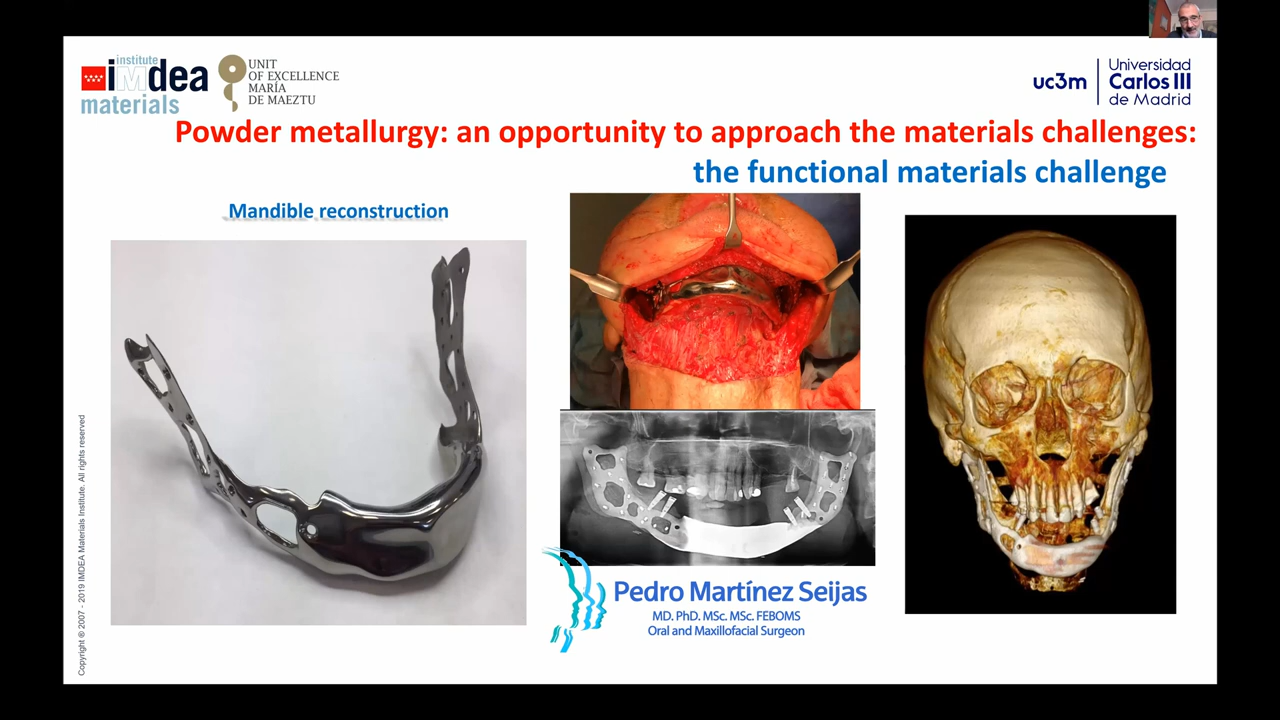 institute
iMdea
materials
UNIT
OF EXCELLENCE
MARÍA
DE MAEZTU
uc3m
Universidad
Carlos III
de Madrid
Powder metallurgy: an opportunity to approach the materials challenges:
the functional materials challenge
Mandible reconstruction
Pedro Martínez Seijas
MD. PhD. MSc. MSc. FEBOMS
Oral and Maxillofacial Surgeon
Copyright ® 2007 - 2019 IMDEA Materials Institute. All rights reserved